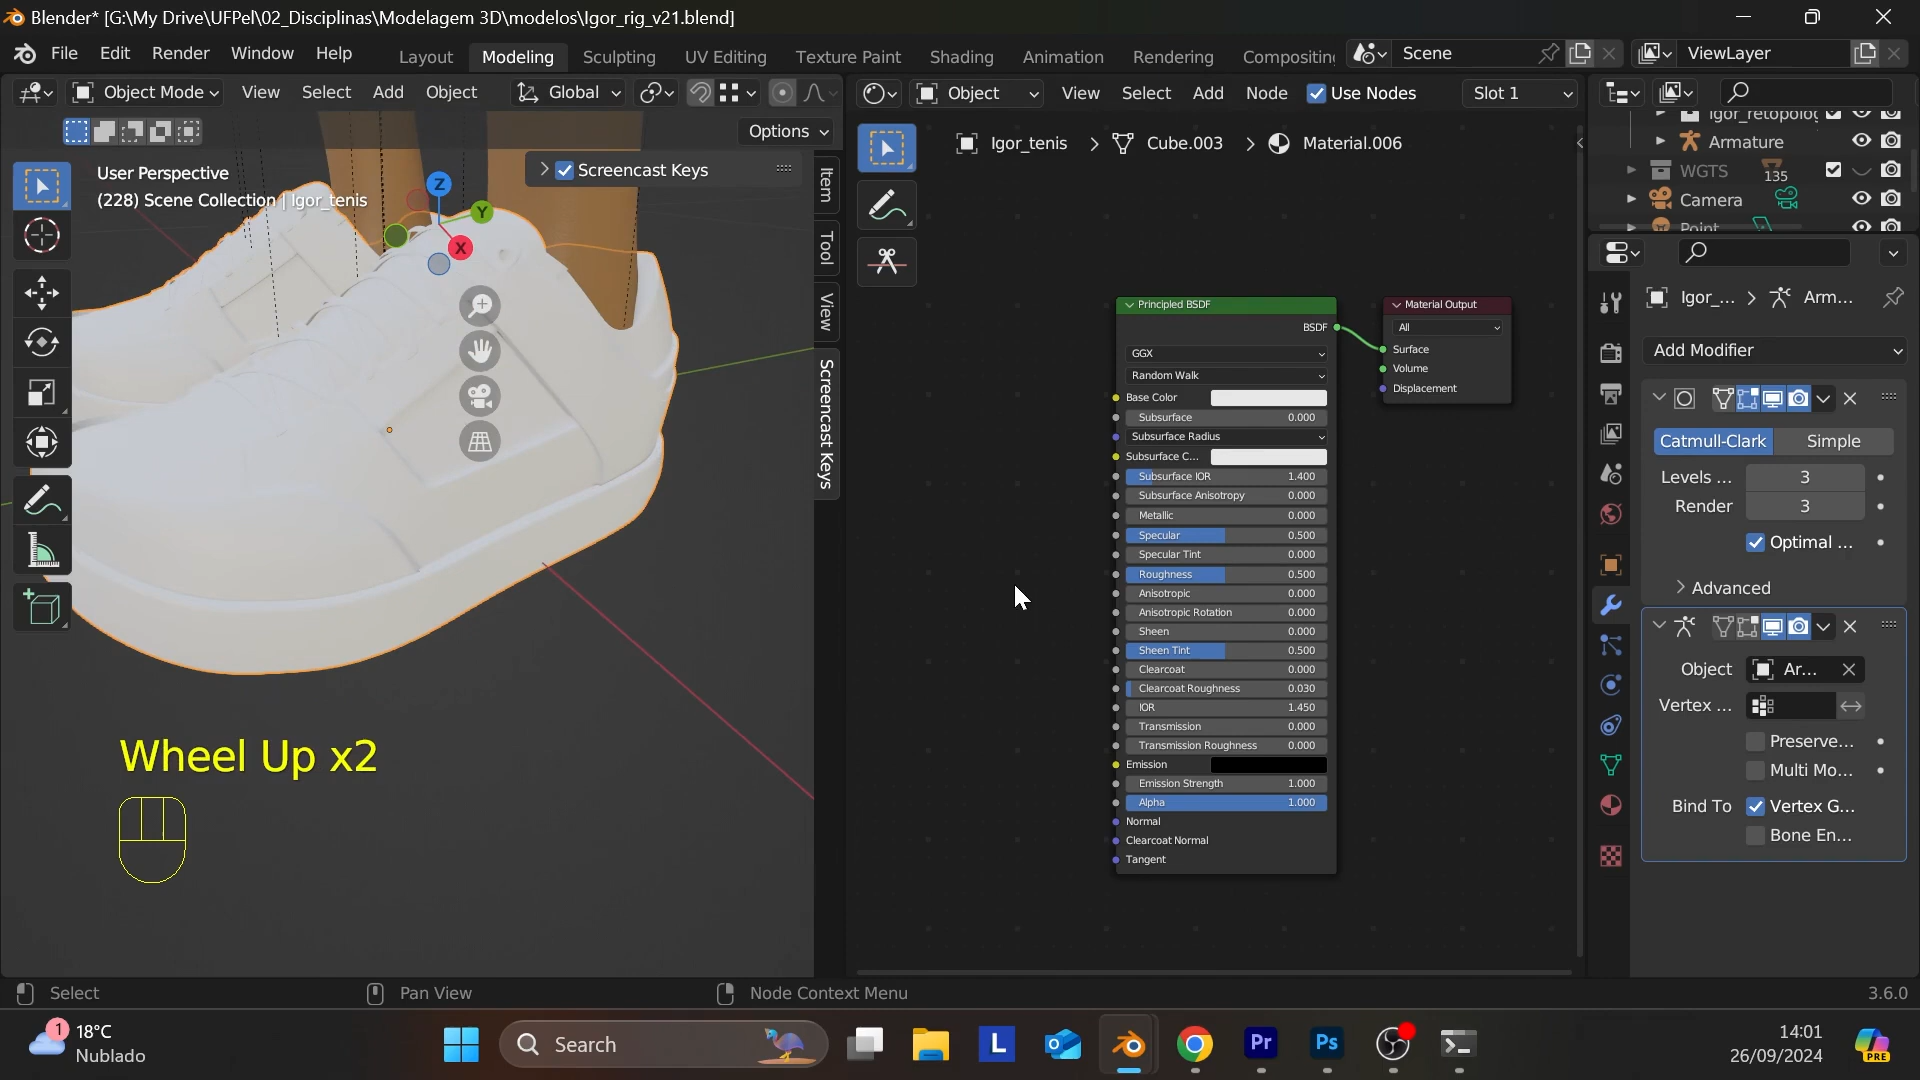 Blender* [G:\My Drive\UFPel\02_Disciplinas\Modelagem 3D\modelos\Igor_rig_v21.blend]
File Edit Render Window Help Layout Modeling Sculpting UV Editing Texture Paint Shading Animation Rendering Compositing Scene ViewLayer
Object Mode View Select Add Object Global Object View Select Add Node Use Nodes Slot 1
Options
User Perspective
(228) Scene Collection | Igor_tenis
Screencast Keys
Z
Y
X
Item
Tool
View
Screencast Keys
Wheel Up x2
Igor_tenis > Cube.003 > Material.006
Principled BSDF
BSDF
GGX
Random Walk
Base Color
Subsurface 0.000
Subsurface Radius
Subsurface C...
Subsurface IOR 1.400
Subsurface Anisotropy 0.000
Metallic 0.000
Specular 0.500
Specular Tint 0.000
Roughness 0.500
Anisotropic 0.000
Anisotropic Rotation 0.000
Sheen 0.000
Sheen Tint 0.500
Clearcoat 0.000
Clearcoat Roughness 0.030
IOR 1.450
Transmission 0.000
Transmission Roughness 0.000
Emission
Emission Strength 1.000
Alpha 1.000
Normal
Clearcoat Normal
Tangent
Material Output
All
Surface
Volume
Displacement
Igor_retopolog
Armature
WGTS 135
Camera
Point
Igor_... > Arm...
Add Modifier
Catmull-Clark Simple
Levels ... 3
Render 3
Optimal ...
Advanced
Object Ar...
Vertex ...
Preserve...
Multi Mo...
Bind To Vertex G...
Bone En...
Select Pan View Node Context Menu 3.6.0
1
18°C
Nublado
Search
L
Pr
Ps
14:01
26/09/2024
PRE